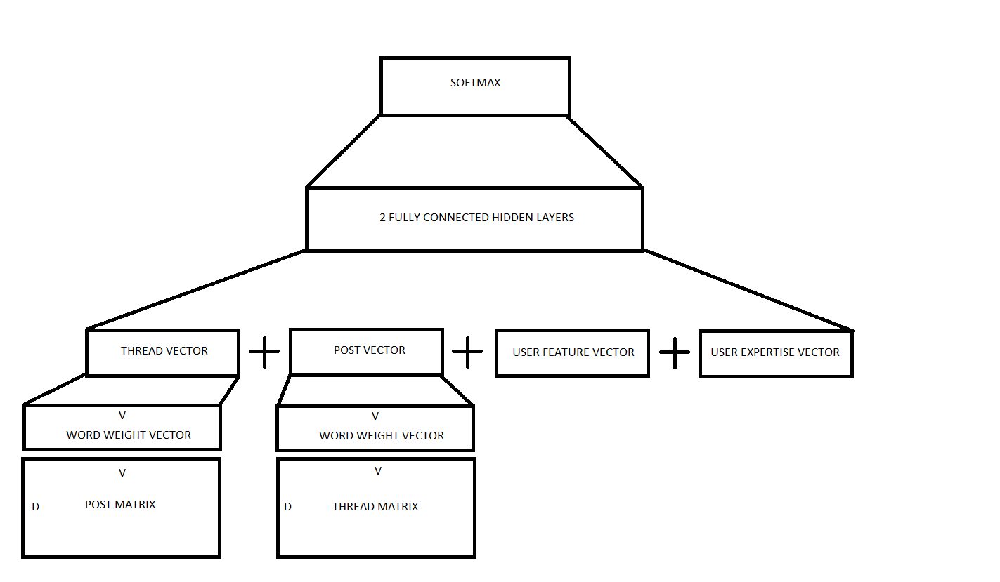 SOFTMAX
2 FULLY CONNECTED HIDDEN LAYERS
THREAD VECTOR
POST VECTOR
USER FEATURE VECTOR
USER EXPERTISE VECTOR
V
WORD WEIGHT VECTOR
V
WORD WEIGHT VECTOR
V
D POST MATRIX
V
D THREAD MATRIX